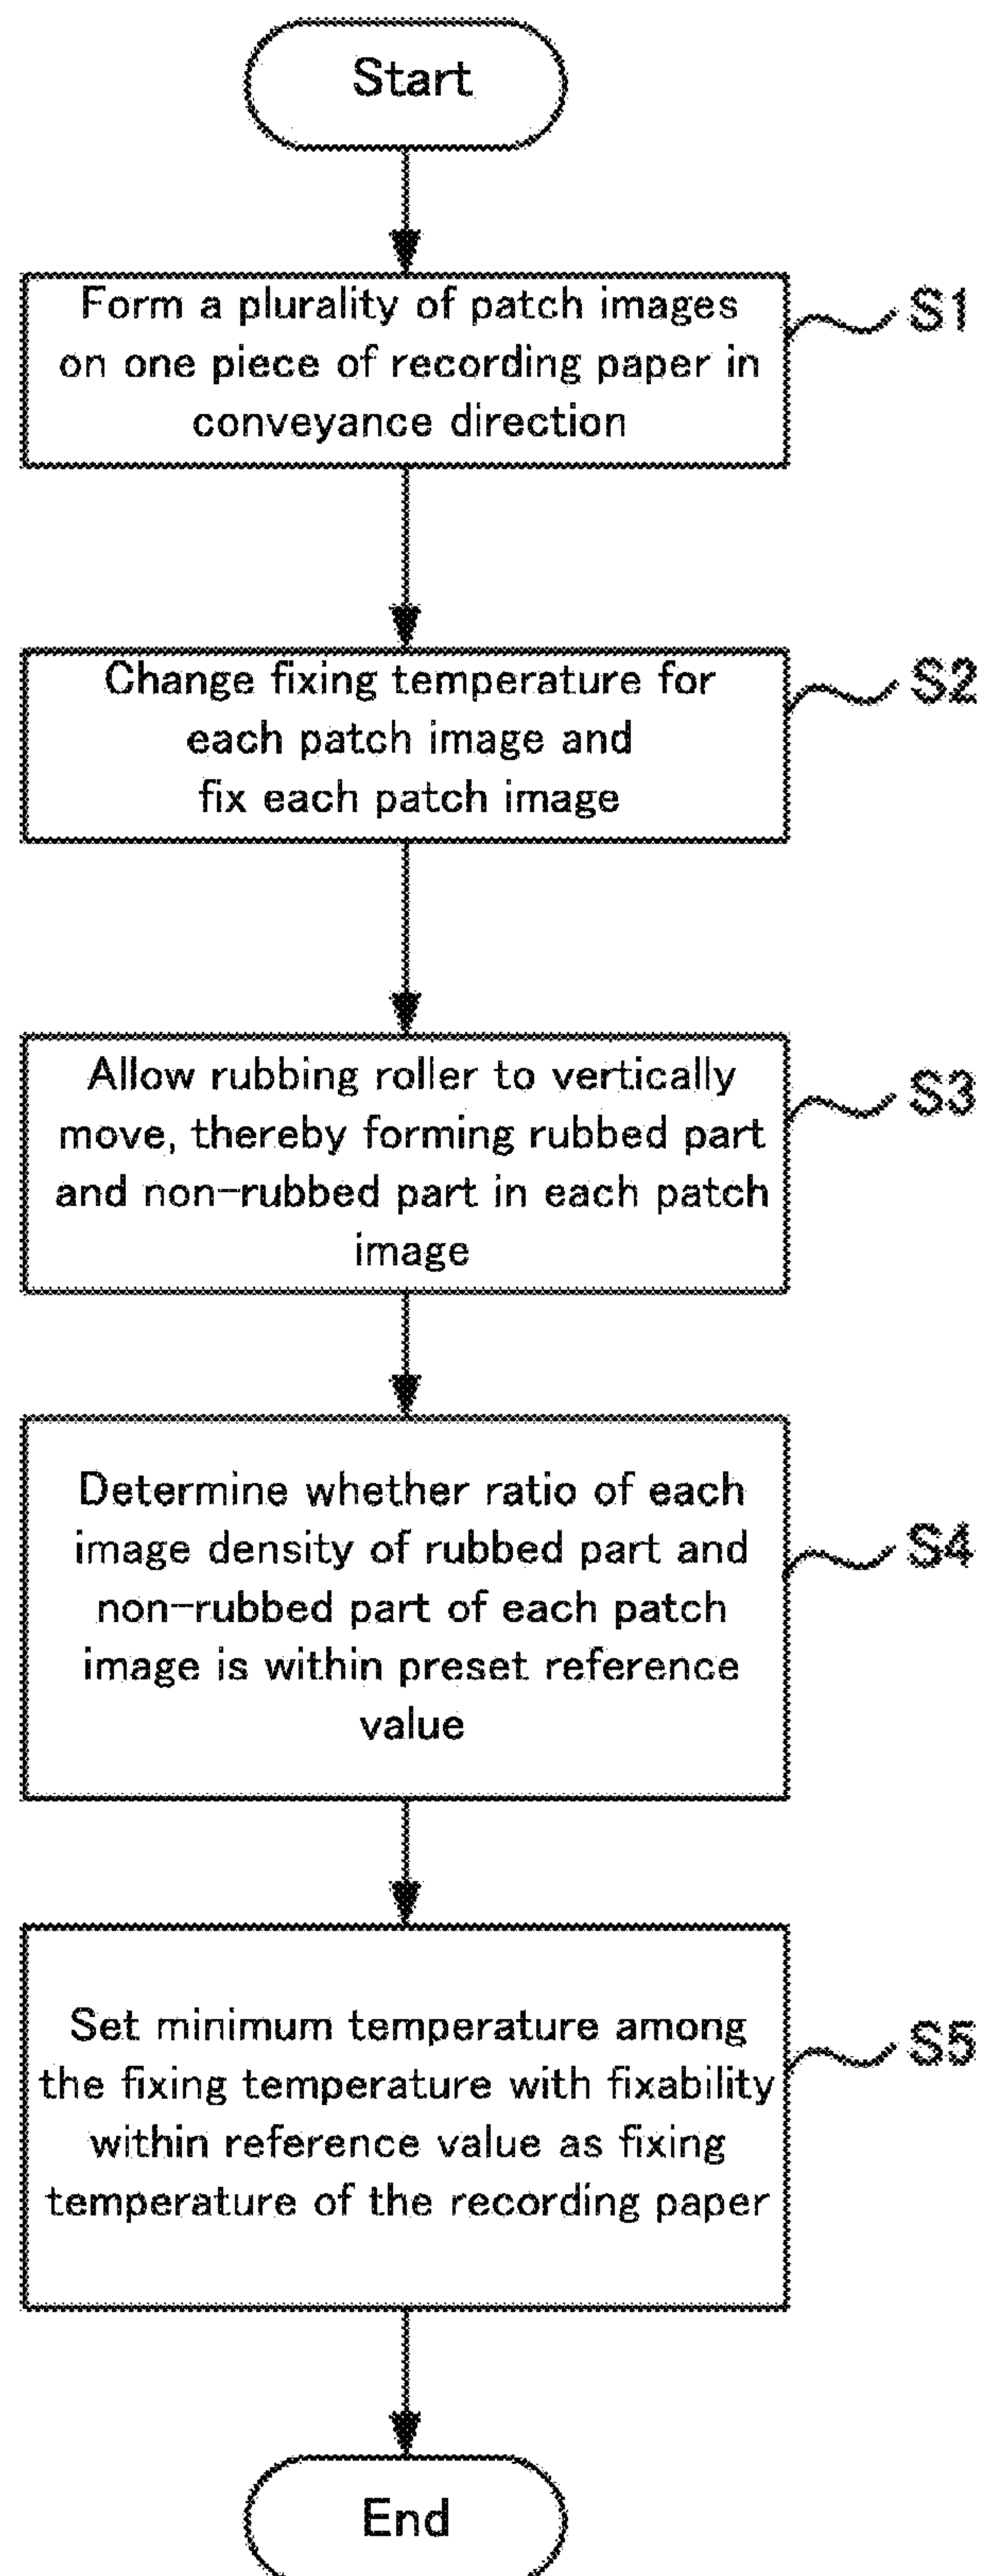 Start
Form a plurality of patch images
on one piece of recording paper in
conveyance direction
S1
Change fixing temperature for
each patch image and
fix each patch image
S2
Allow rubbing roller to vertically
move, thereby forming rubbed part
and non-rubbed part in each patch
image
S3
Determine whether ratio of each
image density of rubbed part and
non-rubbed part of each patch
image is within preset reference
value
S4
Set minimum temperature among
the fixing temperature with fixability
within reference value as fixing
temperature of the recording paper
S5
End